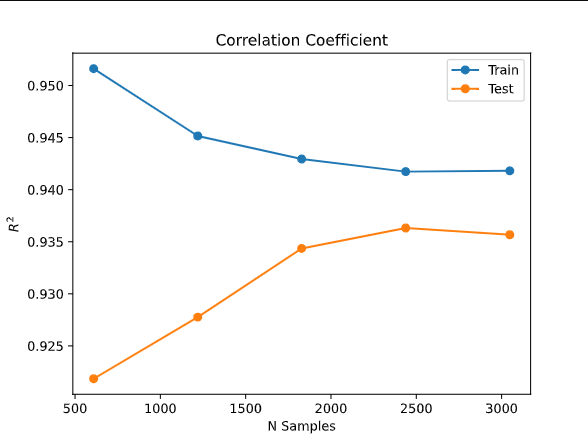 Correlation Coefficient
Train
Test
0.950
0.945
0.940
0.935
0.930
0.925
R²
500 1000 1500 2000 2500 3000
N Samples